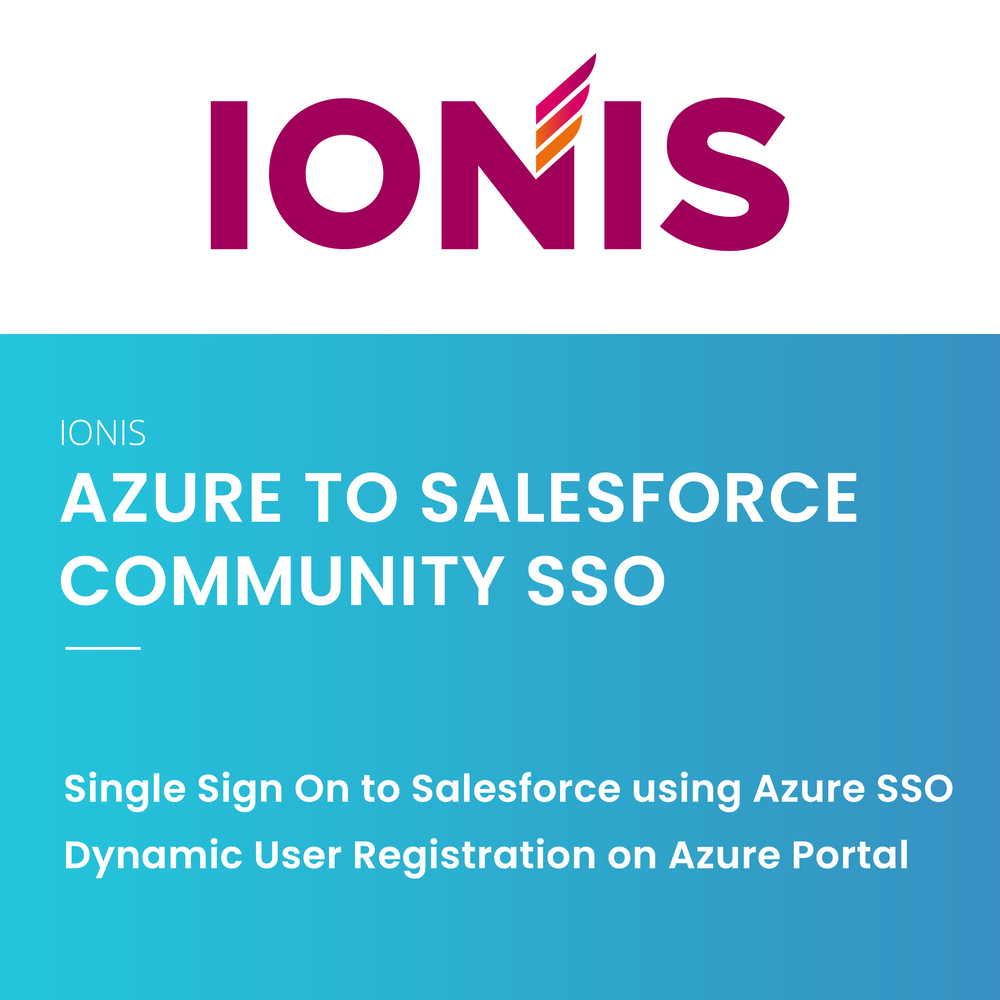 IONIS
IONIS
AZURE TO SALESFORCE
COMMUNITY SSO
Single Sign On to Salesforce using Azure SSO
Dynamic User Registration on Azure Portal